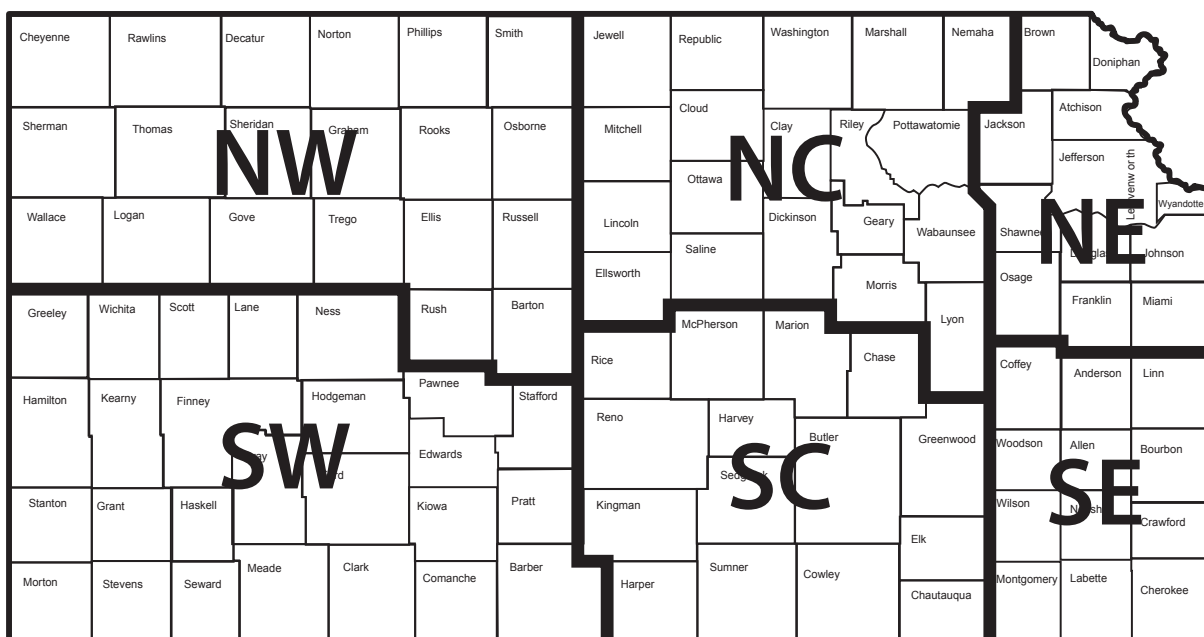 Cheyenne Rawlins Decatur Norton Phillips Smith Jewell Republic Washington Marshall Nemaha Brown
Doniphan
Sherman Thomas Sheridan Graham Rooks Osborne Mitchell Cloud Clay Riley Pottawatomie Jackson Atchison
NW NC
Jefferson
Leavenworth
Wallace Logan Gove Trego Ellis Russell Lincoln Ottawa Dickinson Geary Wabaunsee Shawnee Wyandotte
NE
Johnson
Ellsworth Saline Morris Osage
Greeley Wichita Scott Lane Ness Rush Barton McPherson Marion Lyon Franklin Miami
Rice Chase
Hamilton Kearny Finney Hodgeman Pawnee Stafford Coffey Anderson Linn
Reno Harvey Butler Greenwood
SW SC SE
Edwards Woodson Allen Bourbon
Stanton Grant Haskell Kiowa Pratt Kingman Sedgwick Wilson
Elk Crawford
Morton Stevens Seward Meade Clark Comanche Barber Harper Sumner Cowley Chautauqua Montgomery Labette Cherokee